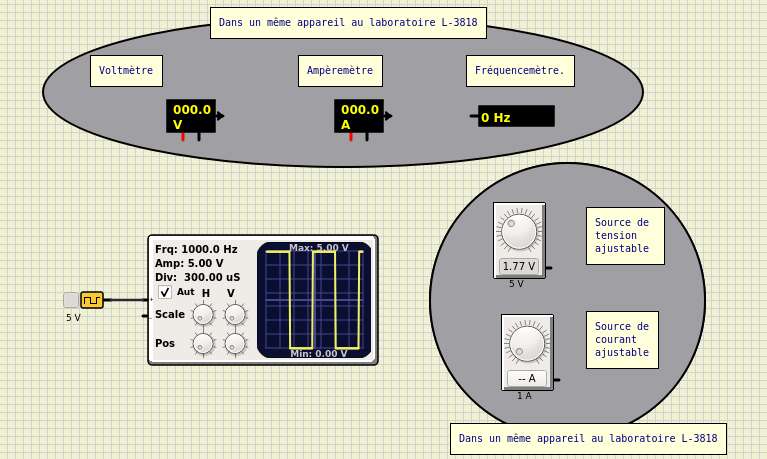 Dans un même appareil au laboratoire L-3818
Voltmètre
Ampèremètre
Fréquencemètre.
000.0
V
000.0
A
0 Hz
Frq: 1000.0 Hz
Amp: 5.00 V
Div: 300.00 uS
Aut H V
Scale
Pos
Max: 5.00 V
Min: 0.00 V
5 V
1.77 V
5 V
Source de
tension
ajustable
-- A
1 A
Source de
courant
ajustable
Dans un même appareil au laboratoire L-3818